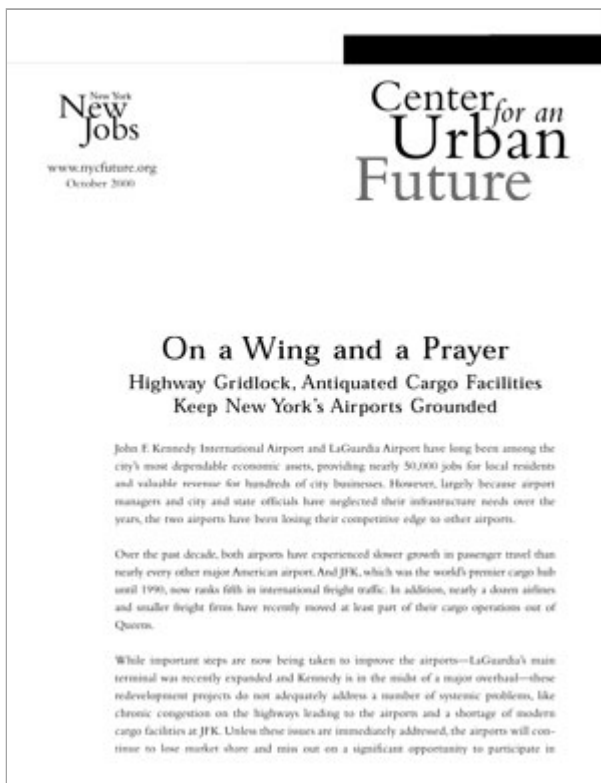 New York
New
Jobs
www.nycfuture.org
October 2000
Center for an
Urban
Future
On a Wing and a Prayer
Highway Gridlock, Antiquated Cargo Facilities
Keep New York's Airports Grounded
John F. Kennedy International Airport and LaGuardia Airport have long been among the
city's most dependable economic assets, providing nearly 50,000 jobs for local residents
and valuable revenue for hundreds of city businesses. However, largely because airport
managers and city and state officials have neglected their infrastructure needs over the
years, the two airports have been losing their competitive edge to other airports.
Over the past decade, both airports have experienced slower growth in passenger travel than
nearly every other major American airport. And JFK, which was the world's premier cargo hub
until 1990, now ranks fifth in international freight traffic. In addition, nearly a dozen airlines
and smaller freight firms have recently moved at least part of their cargo operations out of
Queens.
While important steps are now being taken to improve the airports—LaGuardia's main
terminal was recently expanded and Kennedy is in the midst of a major overhaul—these
redevelopment projects do not adequately address a number of systemic problems, like
chronic congestion on the highways leading to the airports and a shortage of modern
cargo facilities at JFK. Unless these issues are immediately addressed, the airports will con-
tinue to lose market share and miss out on a significant opportunity to participate in